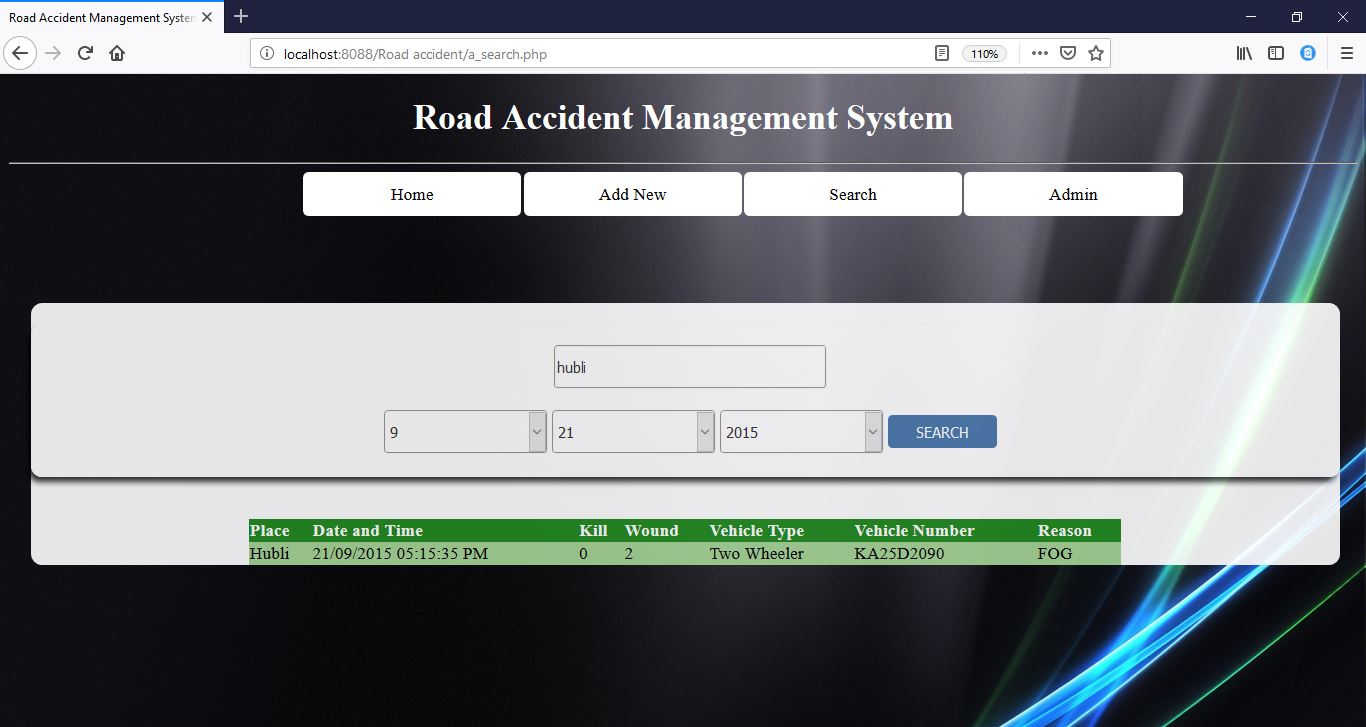 Road Accident Management System
localhost:8088/Road accident/a_search.php
110%
Road Accident Management System
Home Add New Search Admin
hubli
9 21 2015 SEARCH
Place Date and Time Kill Wound Vehicle Type Vehicle Number Reason
Hubli 21/09/2015 05:15:35 PM 0 2 Two Wheeler KA25D2090 FOG